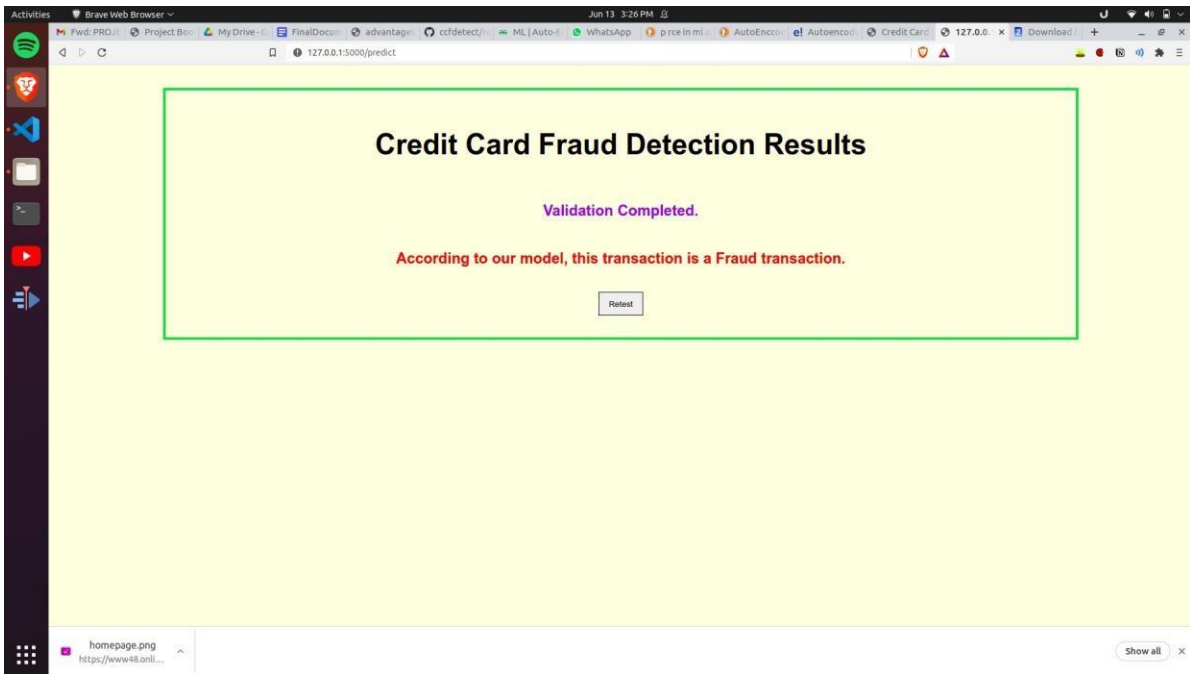 Activities Brave Web Browser Jun 13 3:26 PM
Fwd: PROJE Project Boo My Drive - G FinalDocum advantages ccfdetect/r ML | Auto-E WhatsApp AutoEncco Autoencod Credit Card 127.0.0. Download
127.0.0.1:5000/predict
Credit Card Fraud Detection Results
Validation Completed.
According to our model, this transaction is a Fraud transaction.
Retest
homepage.png
https://www48.onli...
Show all